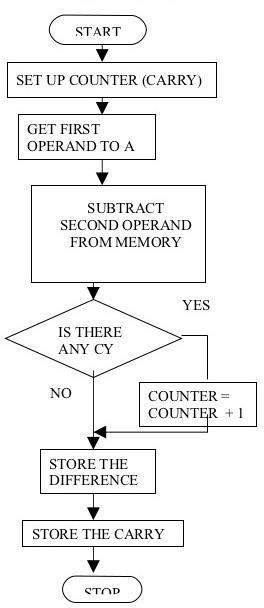 START
SET UP COUNTER (CARRY)
GET FIRST
OPERAND TO A
SUBTRACT
SECOND OPERAND
FROM MEMORY
YES
IS THERE
ANY CY
NO
COUNTER =
COUNTER + 1
STORE THE
DIFFERENCE
STORE THE CARRY
STOP